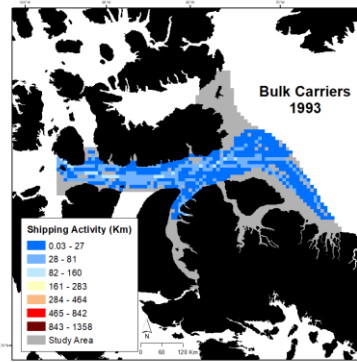 Bulk Carriers
1993
Shipping Activity (Km)
0.03 - 27
28 - 81
82 - 160
161 - 283
284 - 464
465 - 842
843 - 1358
Study Area
N
0
60
120 Km